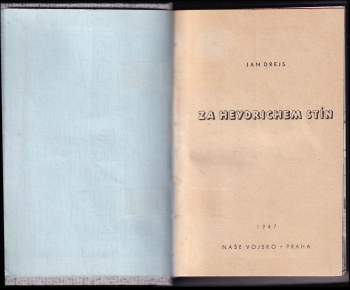 JAN DREJS
ZA HEYDRICHEM STÍN
1947
NAŠE VOJSKO • PRAHA